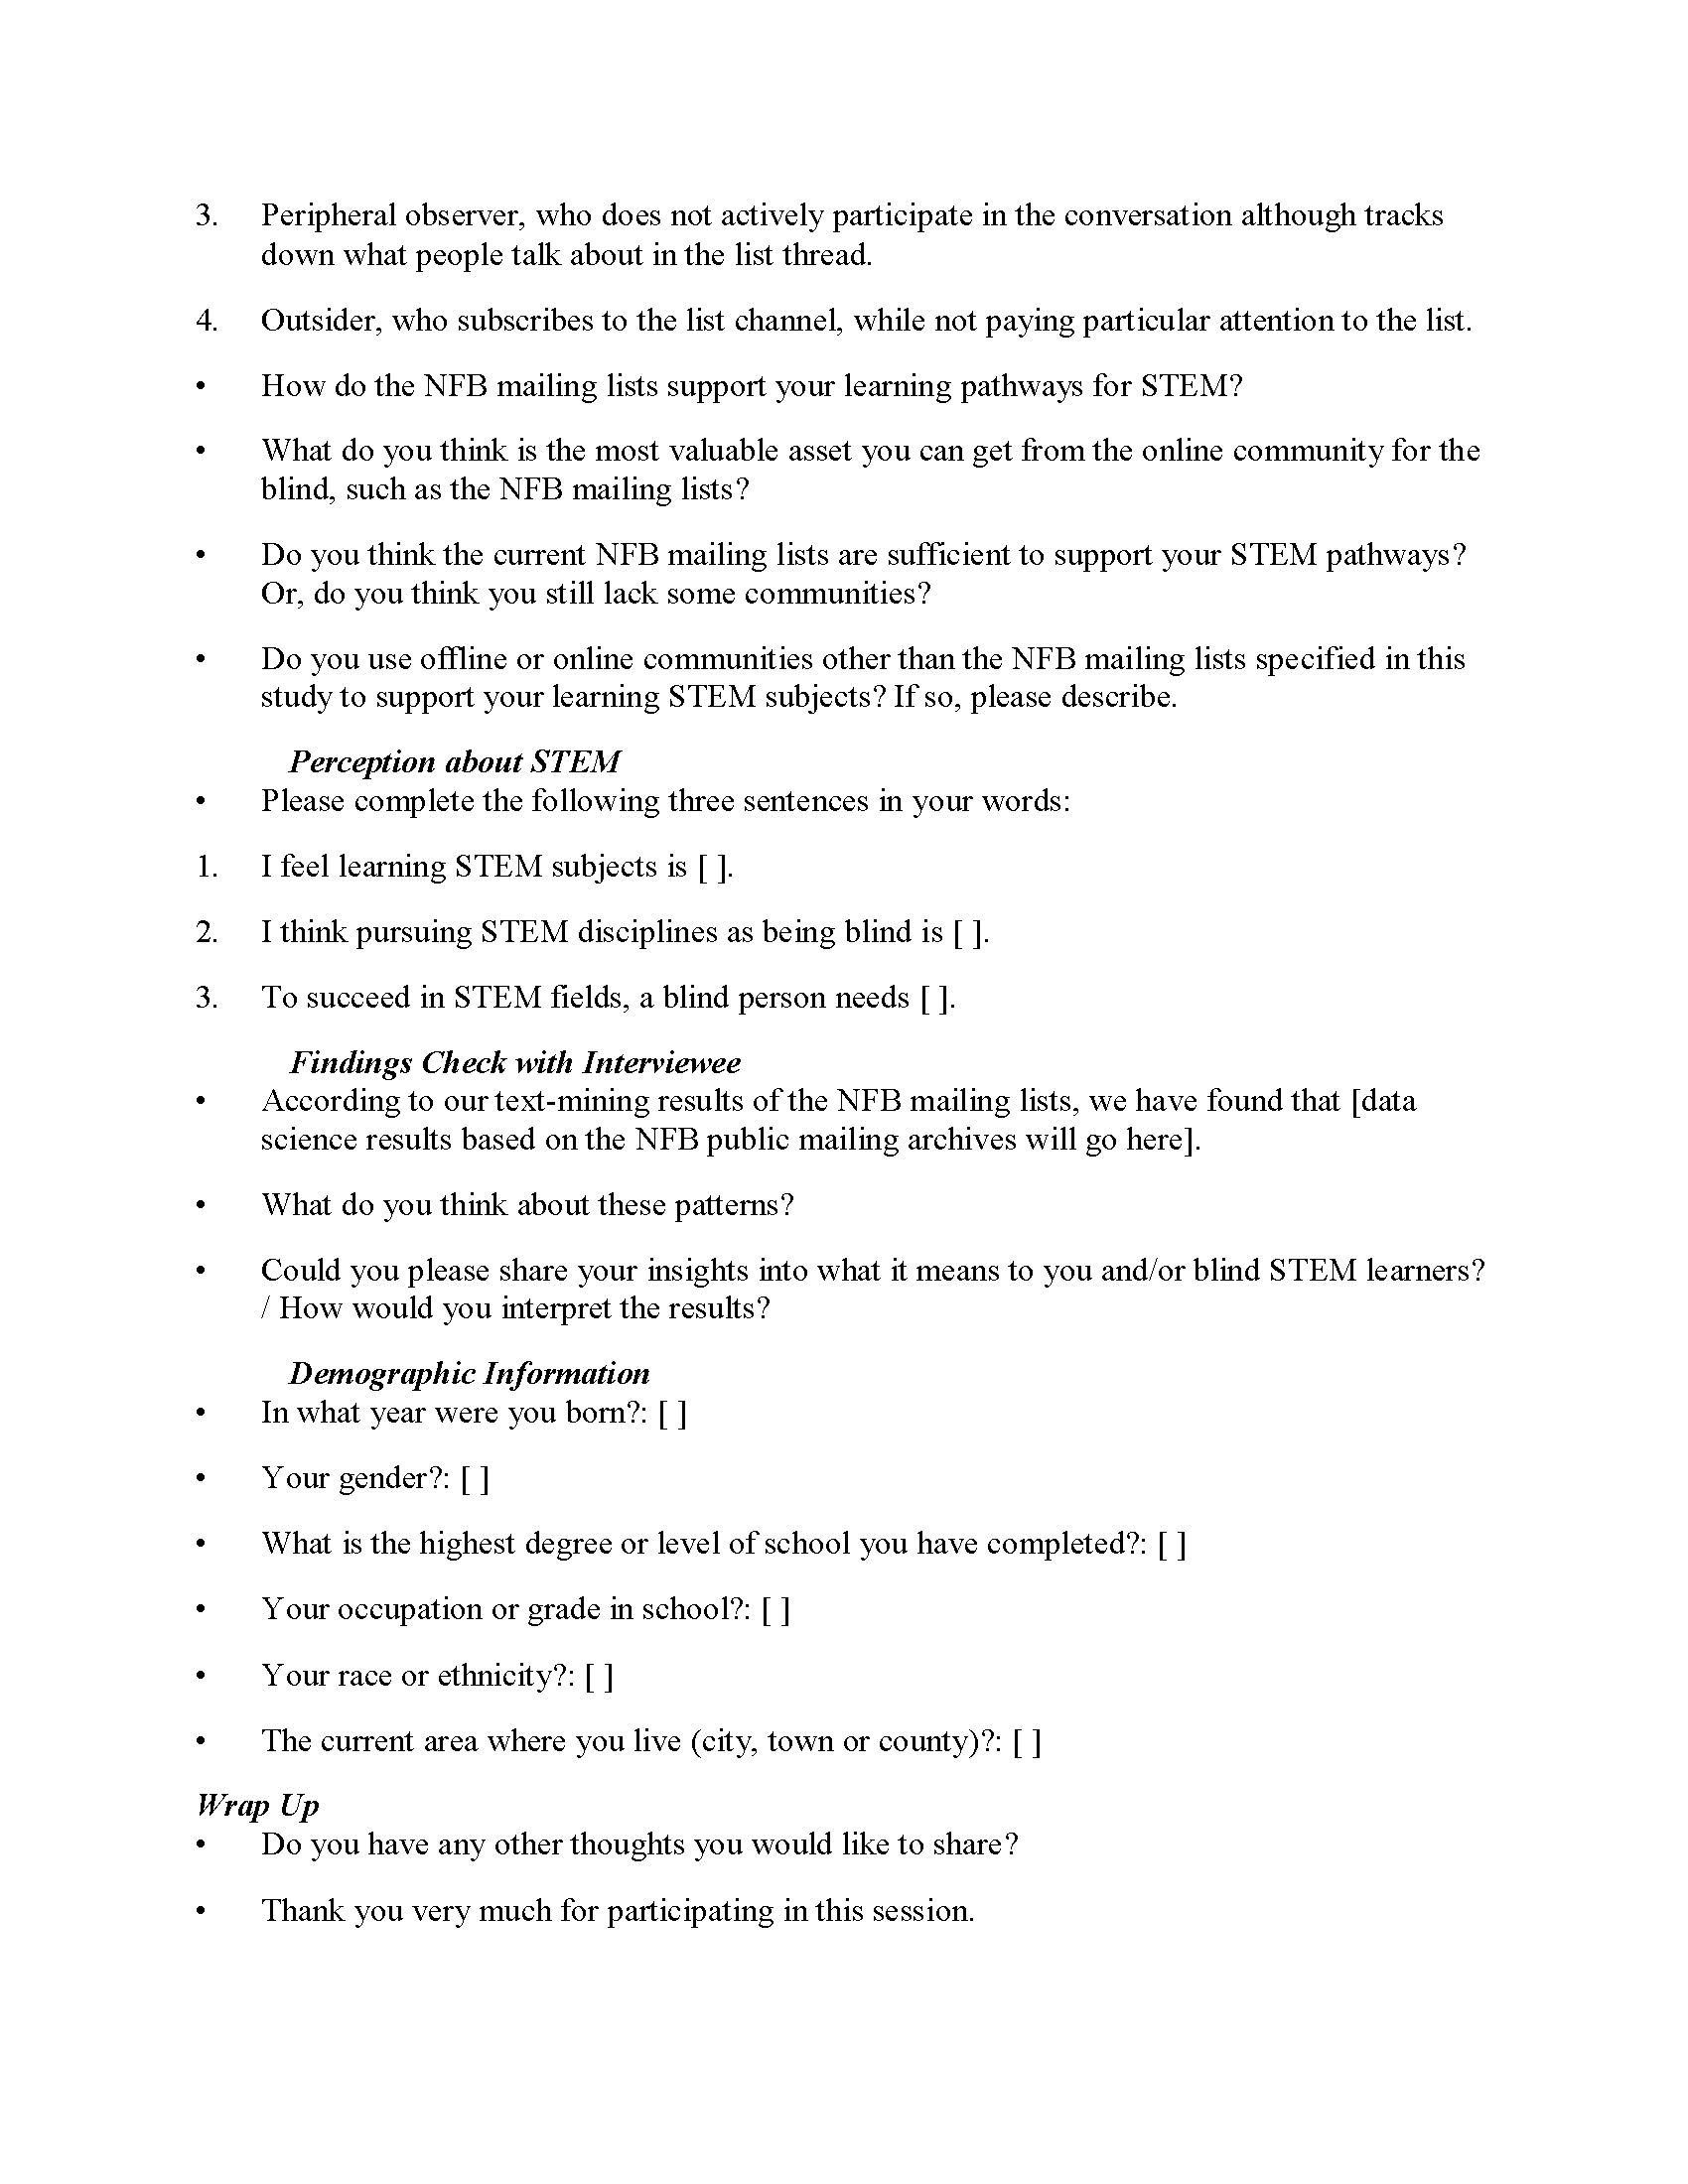 3. Peripheral observer, who does not actively participate in the conversation although tracks
down what people talk about in the list thread.
4. Outsider, who subscribes to the list channel, while not paying particular attention to the list.
• How do the NFB mailing lists support your learning pathways for STEM?
• What do you think is the most valuable asset you can get from the online community for the
blind, such as the NFB mailing lists?
• Do you think the current NFB mailing lists are sufficient to support your STEM pathways?
Or, do you think you still lack some communities?
• Do you use offline or online communities other than the NFB mailing lists specified in this
study to support your learning STEM subjects? If so, please describe.
Perception about STEM
• Please complete the following three sentences in your words:
1. I feel learning STEM subjects is [ ].
2. I think pursuing STEM disciplines as being blind is [ ].
3. To succeed in STEM fields, a blind person needs [ ].
Findings Check with Interviewee
• According to our text-mining results of the NFB mailing lists, we have found that [data
science results based on the NFB public mailing archives will go here].
• What do you think about these patterns?
• Could you please share your insights into what it means to you and/or blind STEM learners?
/ How would you interpret the results?
Demographic Information
• In what year were you born?: [ ]
• Your gender?: [ ]
• What is the highest degree or level of school you have completed?: [ ]
• Your occupation or grade in school?: [ ]
• Your race or ethnicity?: [ ]
• The current area where you live (city, town or county)?: [ ]
Wrap Up
• Do you have any other thoughts you would like to share?
• Thank you very much for participating in this session.